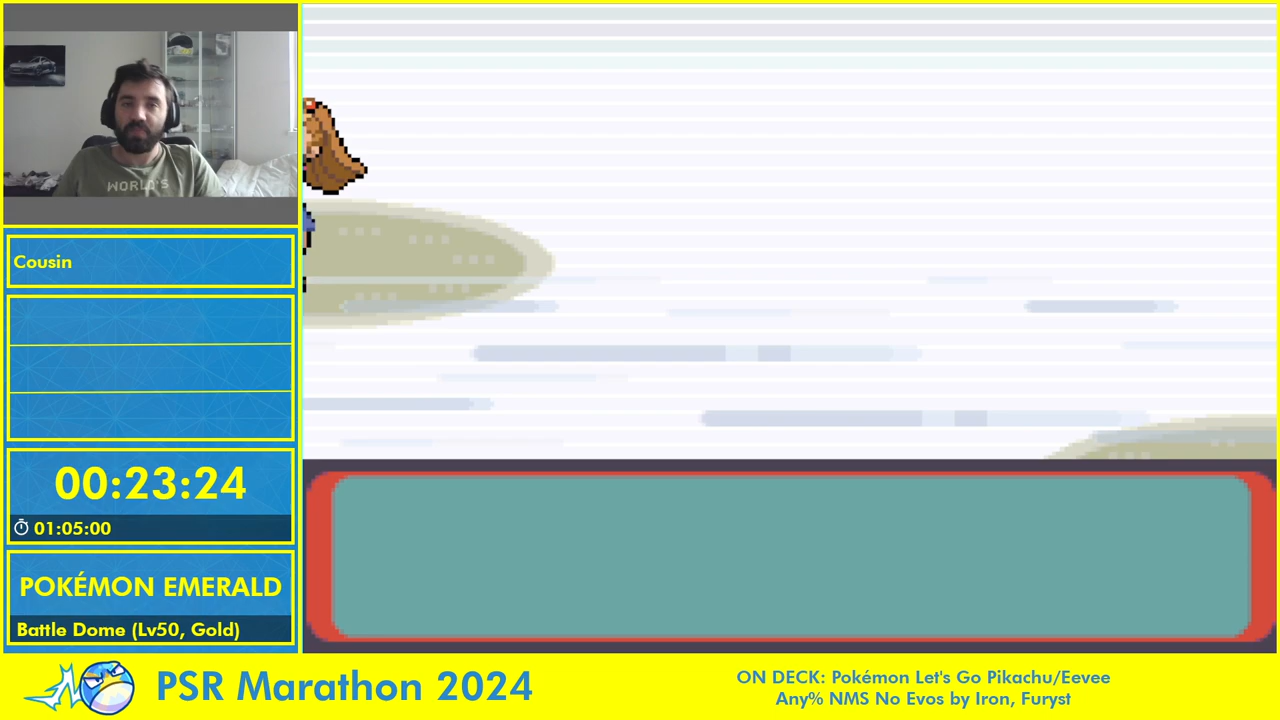 WORLD'S
Cousin
00:23:24
01:05:00
POKÉMON EMERALD
Battle Dome (Lv50, Gold)
PSR Marathon 2024
ON DECK: Pokémon Let's Go Pikachu/Eevee
Any% NMS No Evos by Iron, Furyst